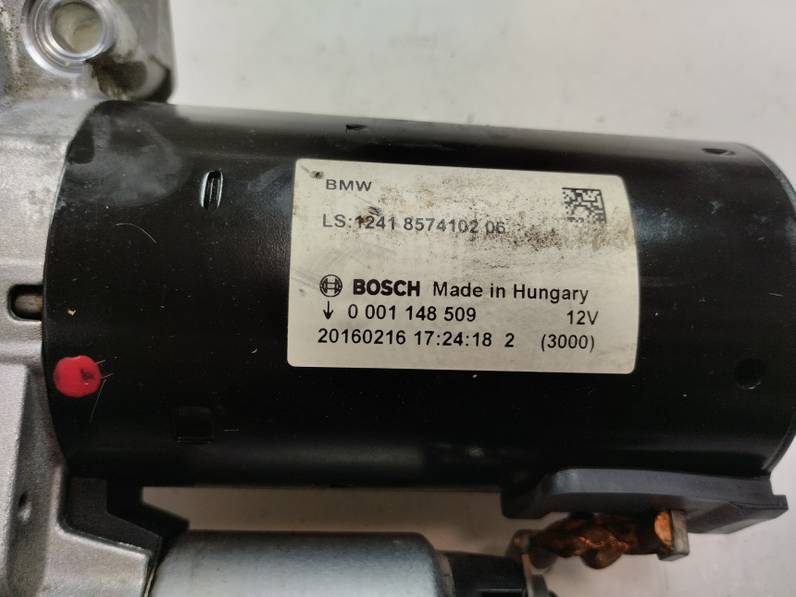 BMW
LS:1241 8574102 06
BOSCH Made in Hungary
0 001 148 509 12V
20160216 17:24:18 2 (3000)